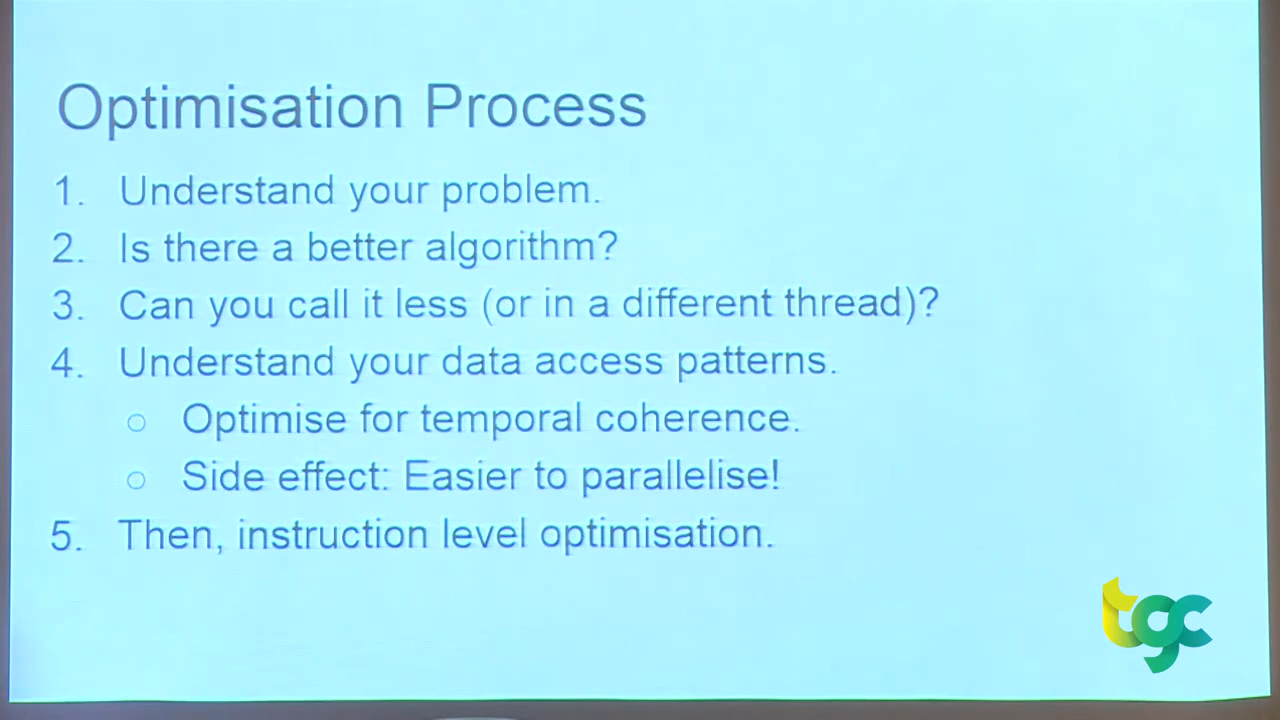 Optimisation Process
1. Understand your problem.
2. Is there a better algorithm?
3. Can you call it less (or in a different thread)?
4. Understand your data access patterns.
○ Optimise for temporal coherence.
○ Side effect: Easier to parallelise!
5. Then, instruction level optimisation.
tgc